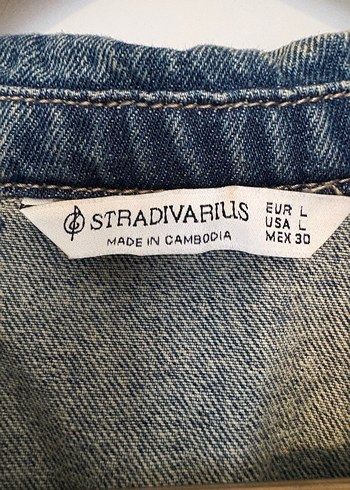 STRADIVARIUS
MADE IN CAMBODIA
EUR L
USA L
MEX 30